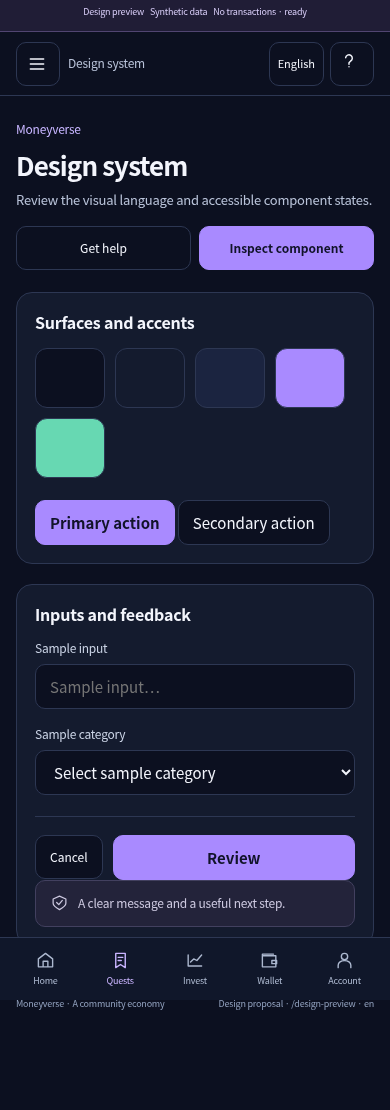 Design preview Synthetic data No transactions · ready
Design system
English
?
Moneyverse
Design system
Review the visual language and accessible component states.
Get help
Inspect component
Surfaces and accents
Primary action
Secondary action
Inputs and feedback
Sample input
Sample input…
Sample category
Select sample category
Cancel
Review
A clear message and a useful next step.
Home
Quests
Invest
Wallet
Account
Moneyverse · A community economy
Design proposal · /design-preview · en